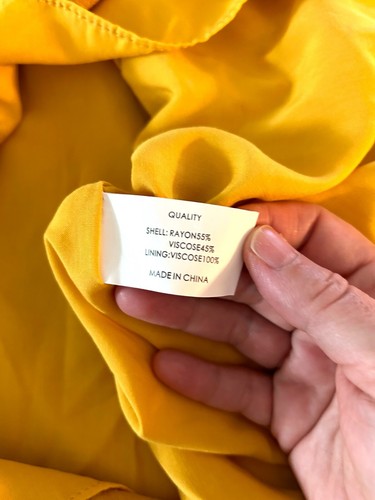 QUALITY
SHELL: RAYON55%
VISCOSE45%
LINING:VISCOSE100%
MADE IN CHINA